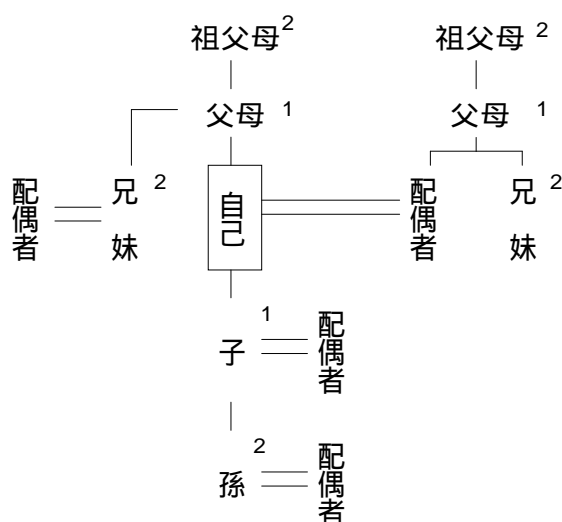 祖父母2 祖父母2
父母 1 父母 1
配偶者 兄妹 2 自己 配偶者 兄妹 2
子 1 配偶者
孫 2 配偶者